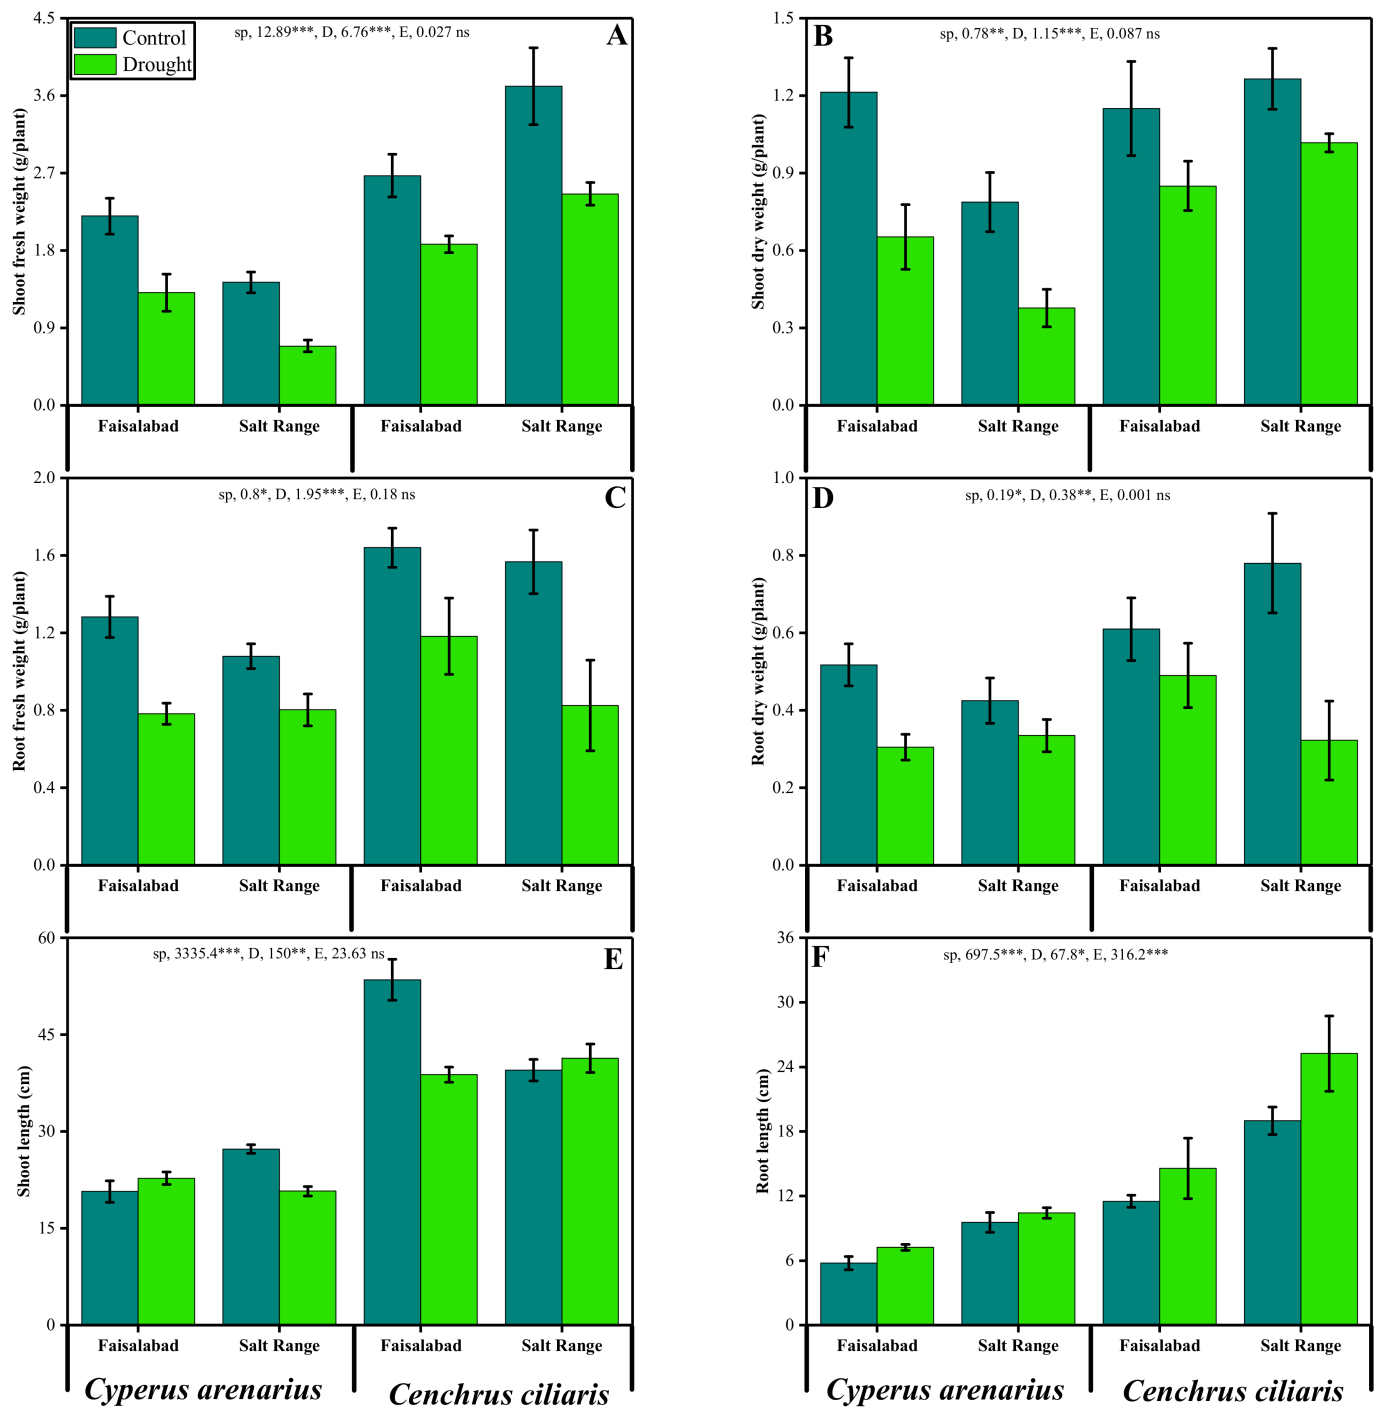 sp, 12.89***, D, 6.76***, E, 0.027 ns
A
Control
Drought
Shoot fresh weight (g/plant)
4.5
3.6
2.7
1.8
0.9
0.0
Faisalabad
Salt Range
Faisalabad
Salt Range
sp, 0.78**, D, 1.15***, E, 0.087 ns
B
Shoot dry weight (g/plant)
1.5
1.2
0.9
0.6
0.3
0.0
Faisalabad
Salt Range
Faisalabad
Salt Range
sp, 0.8*, D, 1.95***, E, 0.18 ns
C
Root fresh weight (g/plant)
2.0
1.6
1.2
0.8
0.4
0.0
Faisalabad
Salt Range
Faisalabad
Salt Range
sp, 0.19*, D, 0.38**, E, 0.001 ns
D
Root dry weight (g/plant)
1.0
0.8
0.6
0.4
0.2
0.0
Faisalabad
Salt Range
Faisalabad
Salt Range
sp, 3335.4***, D, 150**, E, 23.63 ns
E
Shoot length (cm)
60
45
30
15
0
Faisalabad
Salt Range
Faisalabad
Salt Range
Cyperus arenarius
Cenchrus ciliaris
sp, 697.5***, D, 67.8*, E, 316.2***
F
Root length (cm)
36
30
24
18
12
6
0
Faisalabad
Salt Range
Faisalabad
Salt Range
Cyperus arenarius
Cenchrus ciliaris